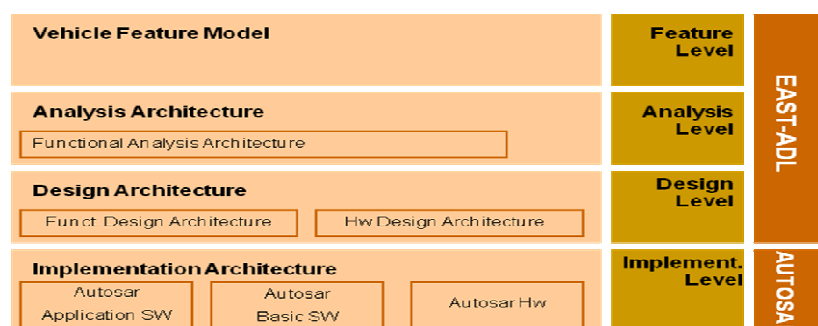 Vehicle Feature Model
Feature
Level
Analysis Architecture
Functional Analysis Architecture
Analysis
Level
Design Architecture
Funct. Design Architecture
Hw Design Architecture
Design
Level
EAST-ADL
Implementation Architecture
Autosar
Application SW
Autosar
Basic SW
Autosar Hw
Implement.
Level
AUTOSA